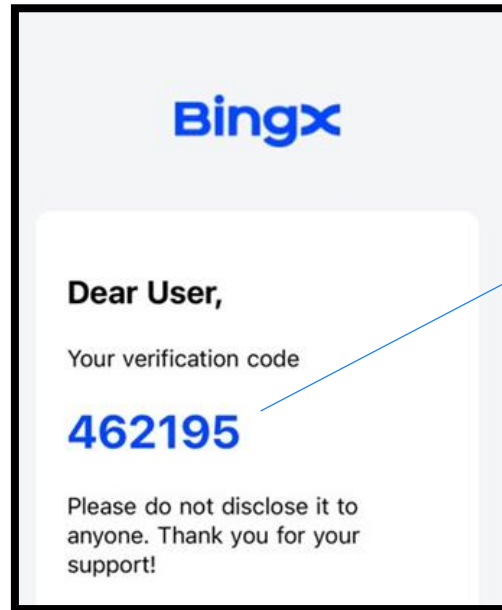 Bingx
Dear User,
Your verification code
462195
Please do not disclose it to
anyone. Thank you for your
support!